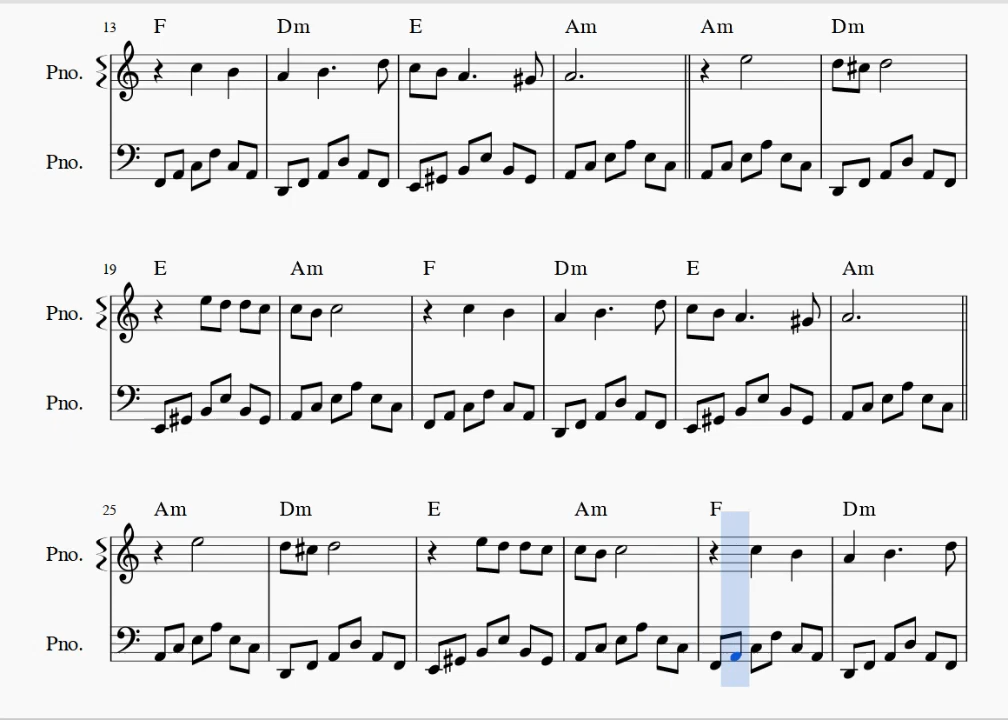 13 F Dm E Am Am Dm
Pno.
Pno.
19 E Am F Dm E Am
Pno.
Pno.
25 Am Dm E Am F Dm
Pno.
Pno.